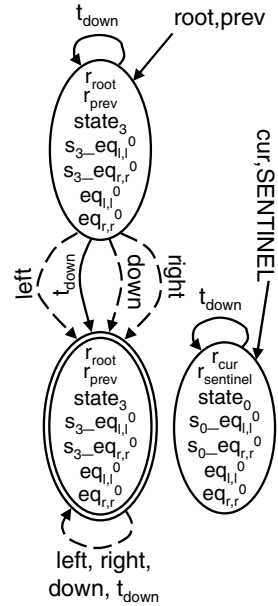 t_down
root,prev
r_root
r_prev
state_3
s_3_eq_l,l^0
s_3_eq_r,r^0
eq_l,l^0
eq_r,r^0
cur,SENTINEL
left
t_down
down
right
r_root
r_prev
state_3
s_3_eq_l,l^0
s_3_eq_r,r^0
eq_l,l^0
eq_r,r^0
t_down
r_cur
r_sentinel
state_0
s_0_eq_l,l^0
s_0_eq_r,r^0
eq_l,l^0
eq_r,r^0
left, right,
down, t_down